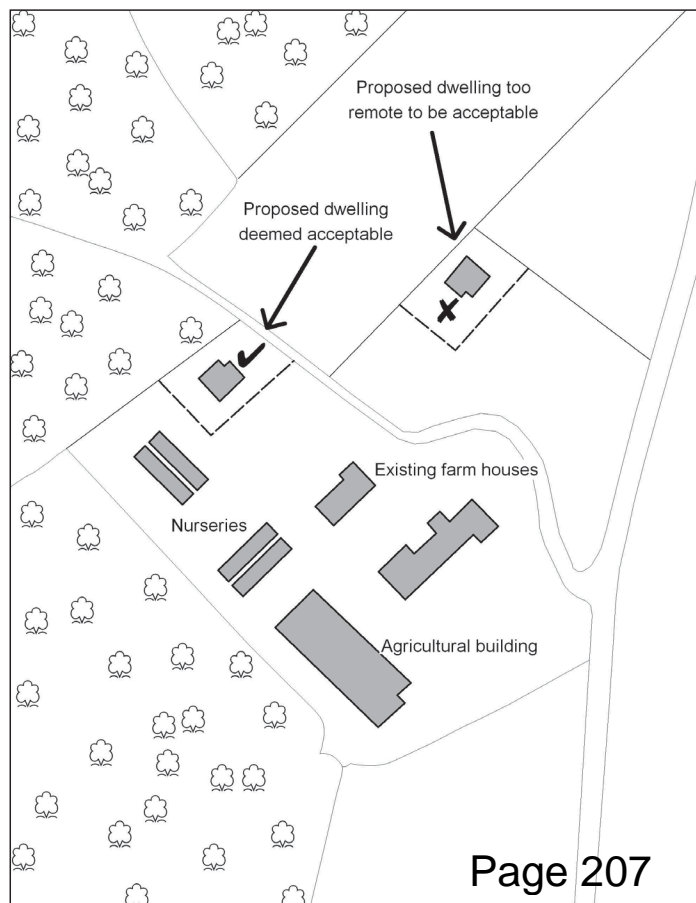 Proposed dwelling too
remote to be acceptable
Proposed dwelling
deemed acceptable
Existing farm houses
Nurseries
Agricultural building
Page 207